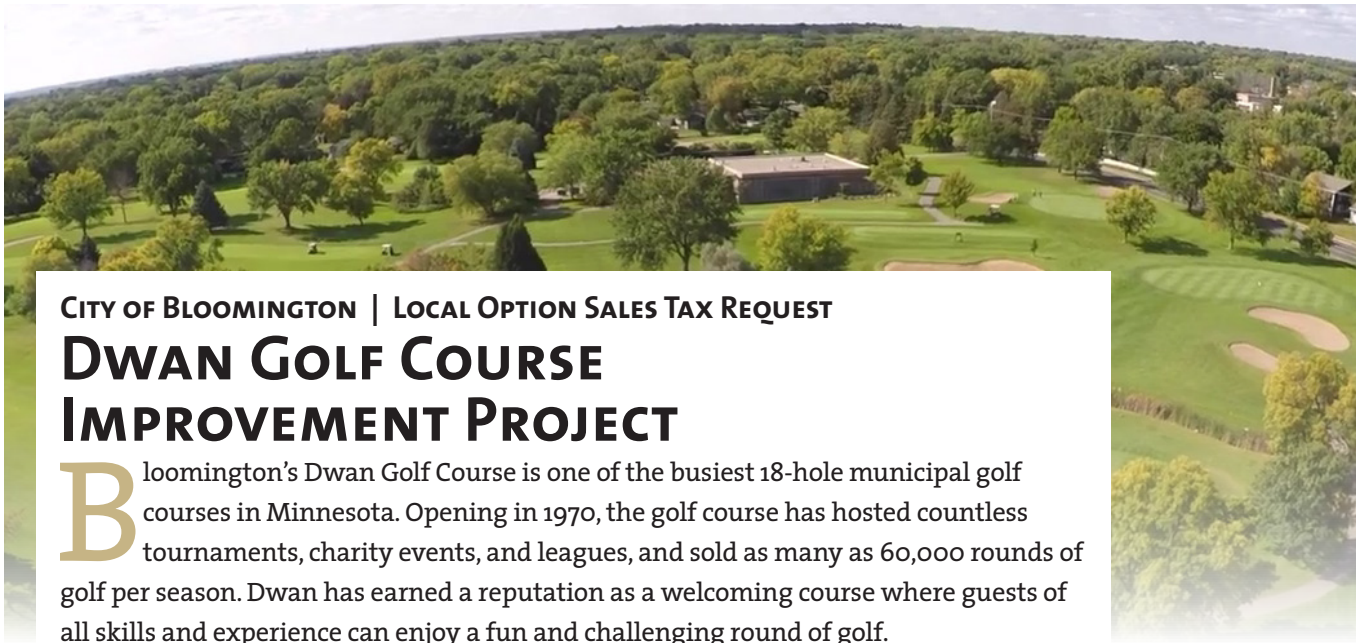 City of Bloomington | Local Option Sales Tax Request
Dwan Golf Course
Improvement Project
Bloomington’s Dwan Golf Course is one of the busiest 18-hole municipal golf
courses in Minnesota. Opening in 1970, the golf course has hosted countless
tournaments, charity events, and leagues, and sold as many as 60,000 rounds of
golf per season. Dwan has earned a reputation as a welcoming course where guests of
all skills and experience can enjoy a fun and challenging round of golf.